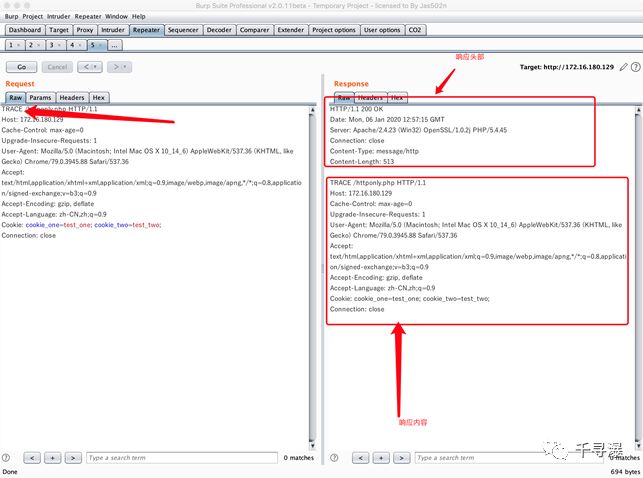 Burp Suite Professional v2.0.11beta - Temporary Project - licensed to By Jas502n
Burp Project Intruder Repeater Window Help
Dashboard Target Proxy Intruder Repeater Sequencer Decoder Comparer Extender Project options User options CO2
1 × 2 × 3 × 4 × 5 × ...
Go Cancel < | ▾ > | ▾ Target: http://172.16.180.129
响应头部
Request
Raw Params Headers Hex
TRACE /httponly.php HTTP/1.1
Host: 172.16.180.129
Cache-Control: max-age=0
Upgrade-Insecure-Requests: 1
User-Agent: Mozilla/5.0 (Macintosh; Intel Mac OS X 10_14_6) AppleWebKit/537.36 (KHTML, like
Gecko) Chrome/79.0.3945.88 Safari/537.36
Accept:
text/html,application/xhtml+xml,application/xml;q=0.9,image/webp,image/apng,*/*;q=0.8,applicatio
n/signed-exchange;v=b3;q=0.9
Accept-Encoding: gzip, deflate
Accept-Language: zh-CN,zh;q=0.9
Cookie: cookie_one=test_one; cookie_two=test_two;
Connection: close
Response
Raw Headers Hex
HTTP/1.1 200 OK
Date: Mon, 06 Jan 2020 12:57:15 GMT
Server: Apache/2.4.23 (Win32) OpenSSL/1.0.2j PHP/5.4.45
Connection: close
Content-Type: message/http
Content-Length: 513
TRACE /httponly.php HTTP/1.1
Host: 172.16.180.129
Cache-Control: max-age=0
Upgrade-Insecure-Requests: 1
User-Agent: Mozilla/5.0 (Macintosh; Intel Mac OS X 10_14_6) AppleWebKit/537.36 (KHTML, like
Gecko) Chrome/79.0.3945.88 Safari/537.36
Accept:
text/html,application/xhtml+xml,application/xml;q=0.9,image/webp,image/apng,*/*;q=0.8,applicat
ion/signed-exchange;v=b3;q=0.9
Accept-Encoding: gzip, deflate
Accept-Language: zh-CN,zh;q=0.9
Cookie: cookie_one=test_one; cookie_two=test_two;
Connection: close
响应内容
千寻瀑
? < + > Type a search term 0 matches
? < + > Type a search term 0 matches
Done 694 bytes